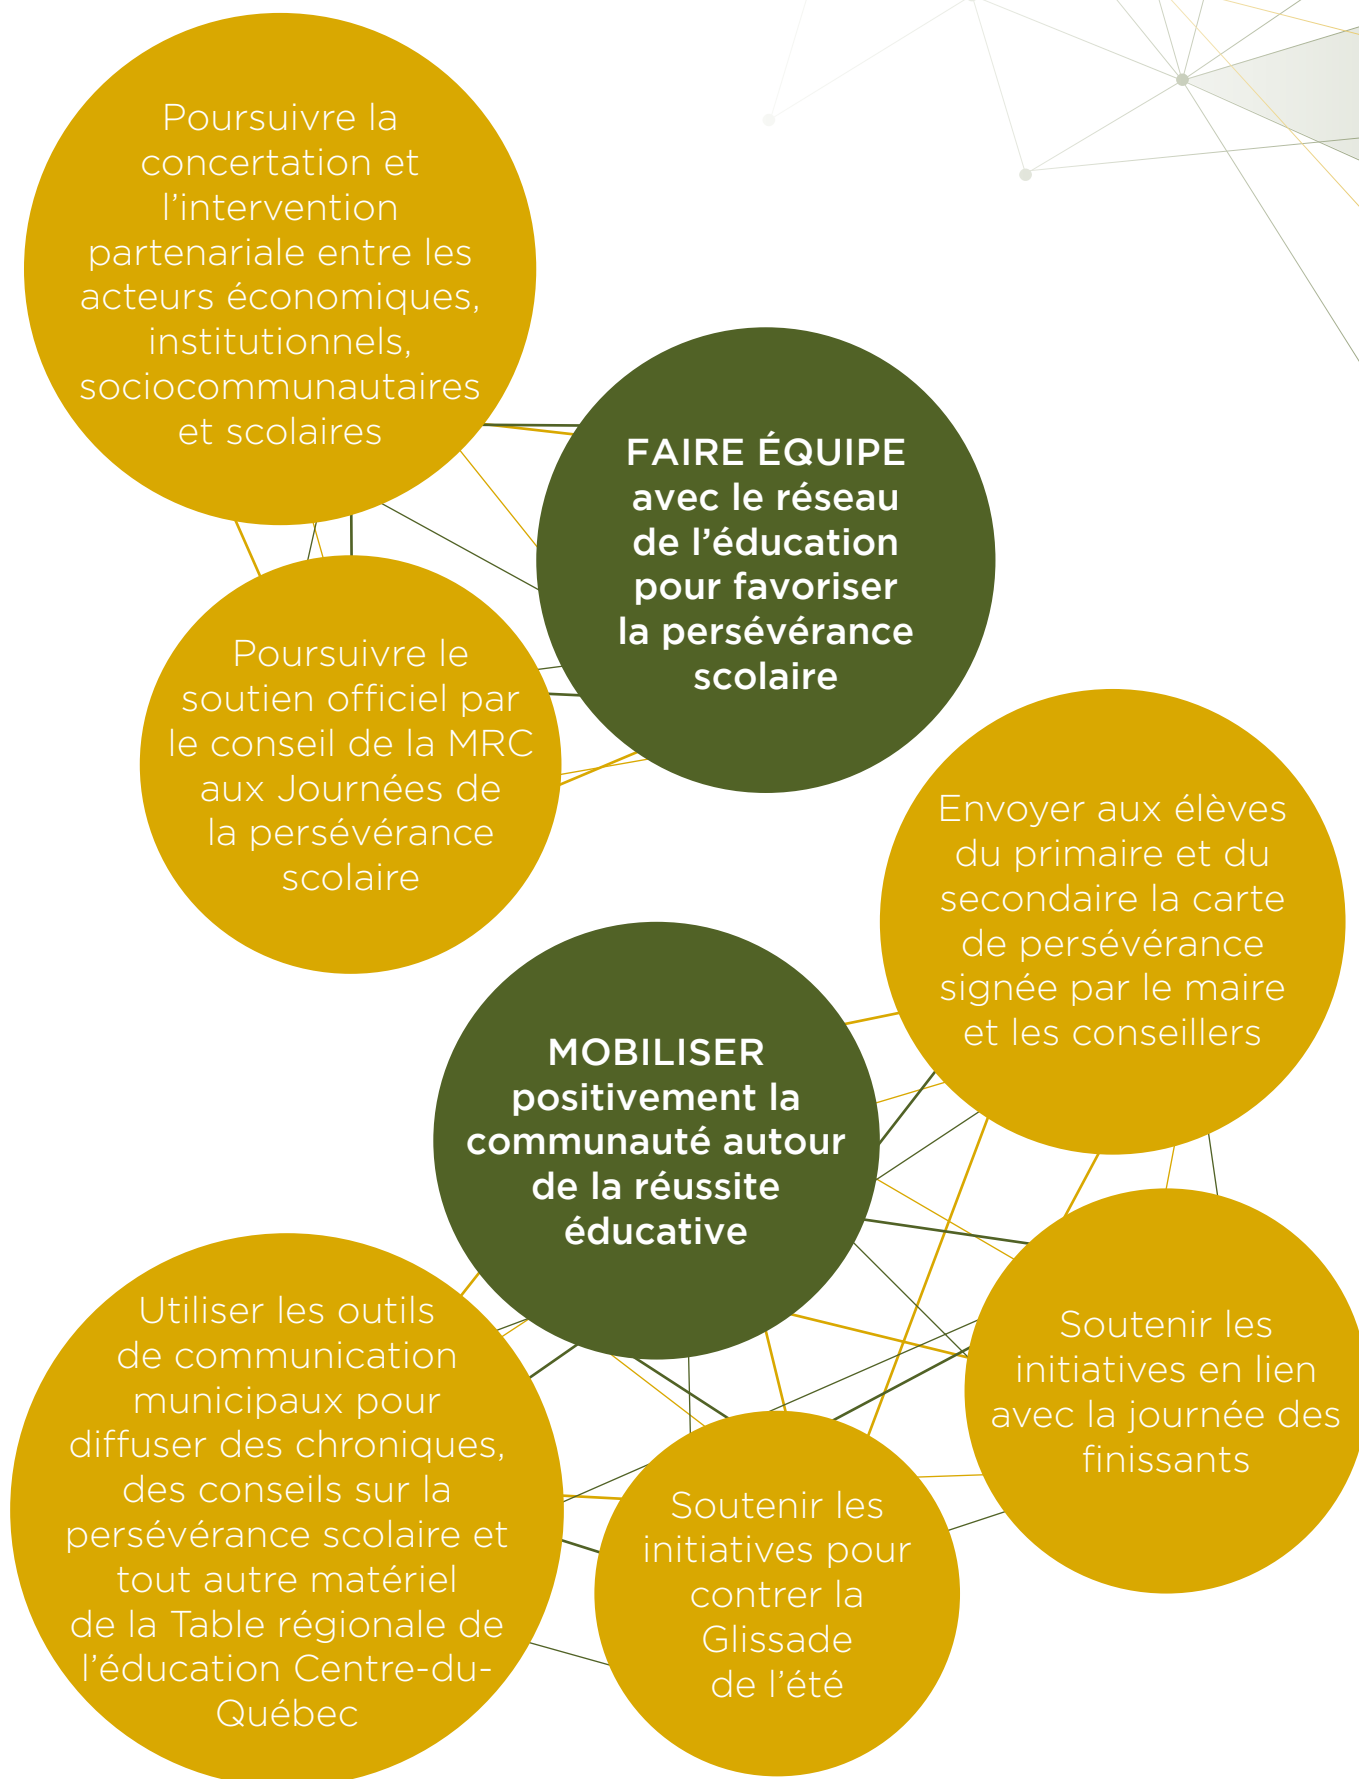 Poursuivre la
concertation et
l’intervention
partenariale entre les
acteurs économiques,
institutionnels,
sociocommunautaires
et scolaires
FAIRE ÉQUIPE
avec le réseau
de l’éducation
pour favoriser
la persévérance
scolaire
Poursuivre le
soutien officiel par
le conseil de la MRC
aux Journées de
la persévérance
scolaire
Envoyer aux élèves
du primaire et du
secondaire la carte
de persévérance
signée par le maire
et les conseillers
MOBILISER
positivement la
communauté autour
de la réussite
éducative
Utiliser les outils
de communication
municipaux pour
diffuser des chroniques,
des conseils sur la
persévérance scolaire et
tout autre matériel
de la Table régionale de
l’éducation Centre-du-
Québec
Soutenir les
initiatives en lien
avec la journée des
finissants
Soutenir les
initiatives pour
contrer la
Glissade
de l’été